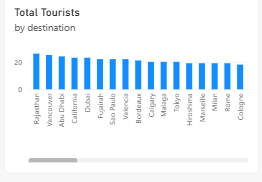 Total Tourists
by destination
20
0
Rajasthan
Vancouver
Abu Dhabi
California
Dubai
Fujairah
Sao Paulo
Valencia
Bordeaux
Calgary
Malaga
Tokyo
Hiroshima
Marseille
Milan
Rome
Cologne